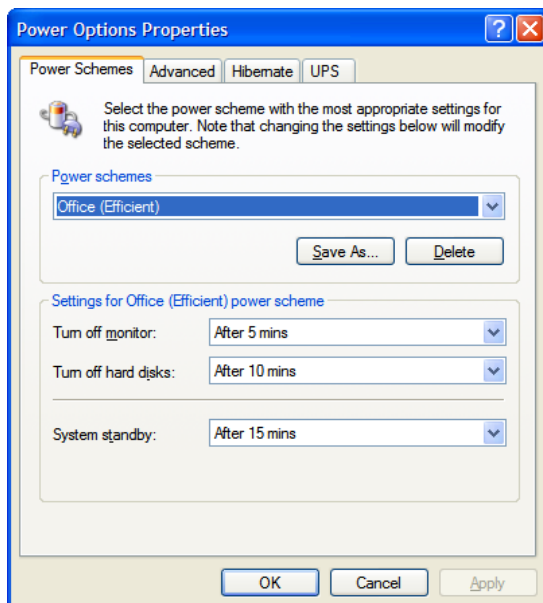 Power Options Properties
Power Schemes Advanced Hibernate UPS
Select the power scheme with the most appropriate settings for
this computer. Note that changing the settings below will modify
the selected scheme.
Power schemes
Office (Efficient)
Save As... Delete
Settings for Office (Efficient) power scheme
Turn off monitor: After 5 mins
Turn off hard disks: After 10 mins
System standby: After 15 mins
OK Cancel Apply